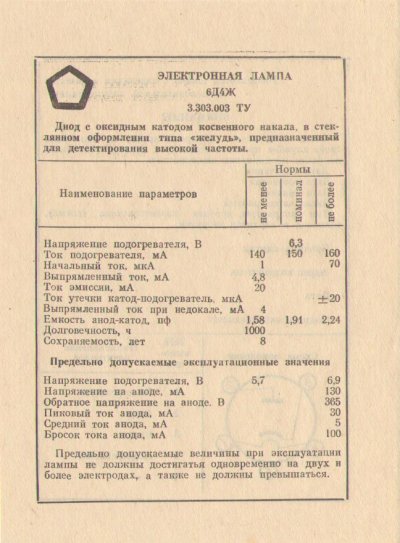 ЭЛЕКТРОННАЯ ЛАМПА
6Д4Ж
3.303.003 ТУ
Диод с оксидным катодом косвенного накала, в стек-
лянном оформлении типа «желудь», предназначенный
для детектирования высокой частоты.
Наименование параметров
Нормы
не менее номинал не более
Напряжение подогревателя, В 6,3
Ток подогревателя, мА 140 150 160
Начальный ток, мкА 1 70
Выпрямленный ток, мА 4,8
Ток эмиссии, мА 20
Ток утечки катод-подогреватель, мкА ±20
Выпрямленный ток при недокале, мА 4
Емкость анод-катод, пф 1,58 1,91 2,24
Долговечность, ч 1000
Сохраняемость, лет 8
Предельно допускаемые эксплуатационные значения
Напряжение подогревателя, В 5,7 6,9
Напряжение на аноде, мА 130
Обратное напряжение на аноде, В 365
Пиковый ток анода, мА 30
Средний ток анода, мА 5
Бросок тока анода, мА 100
Предельно допускаемые величины при эксплуатации
лампы не должны достигаться одновременно на двух и
более электродах, а также не должны превышаться.